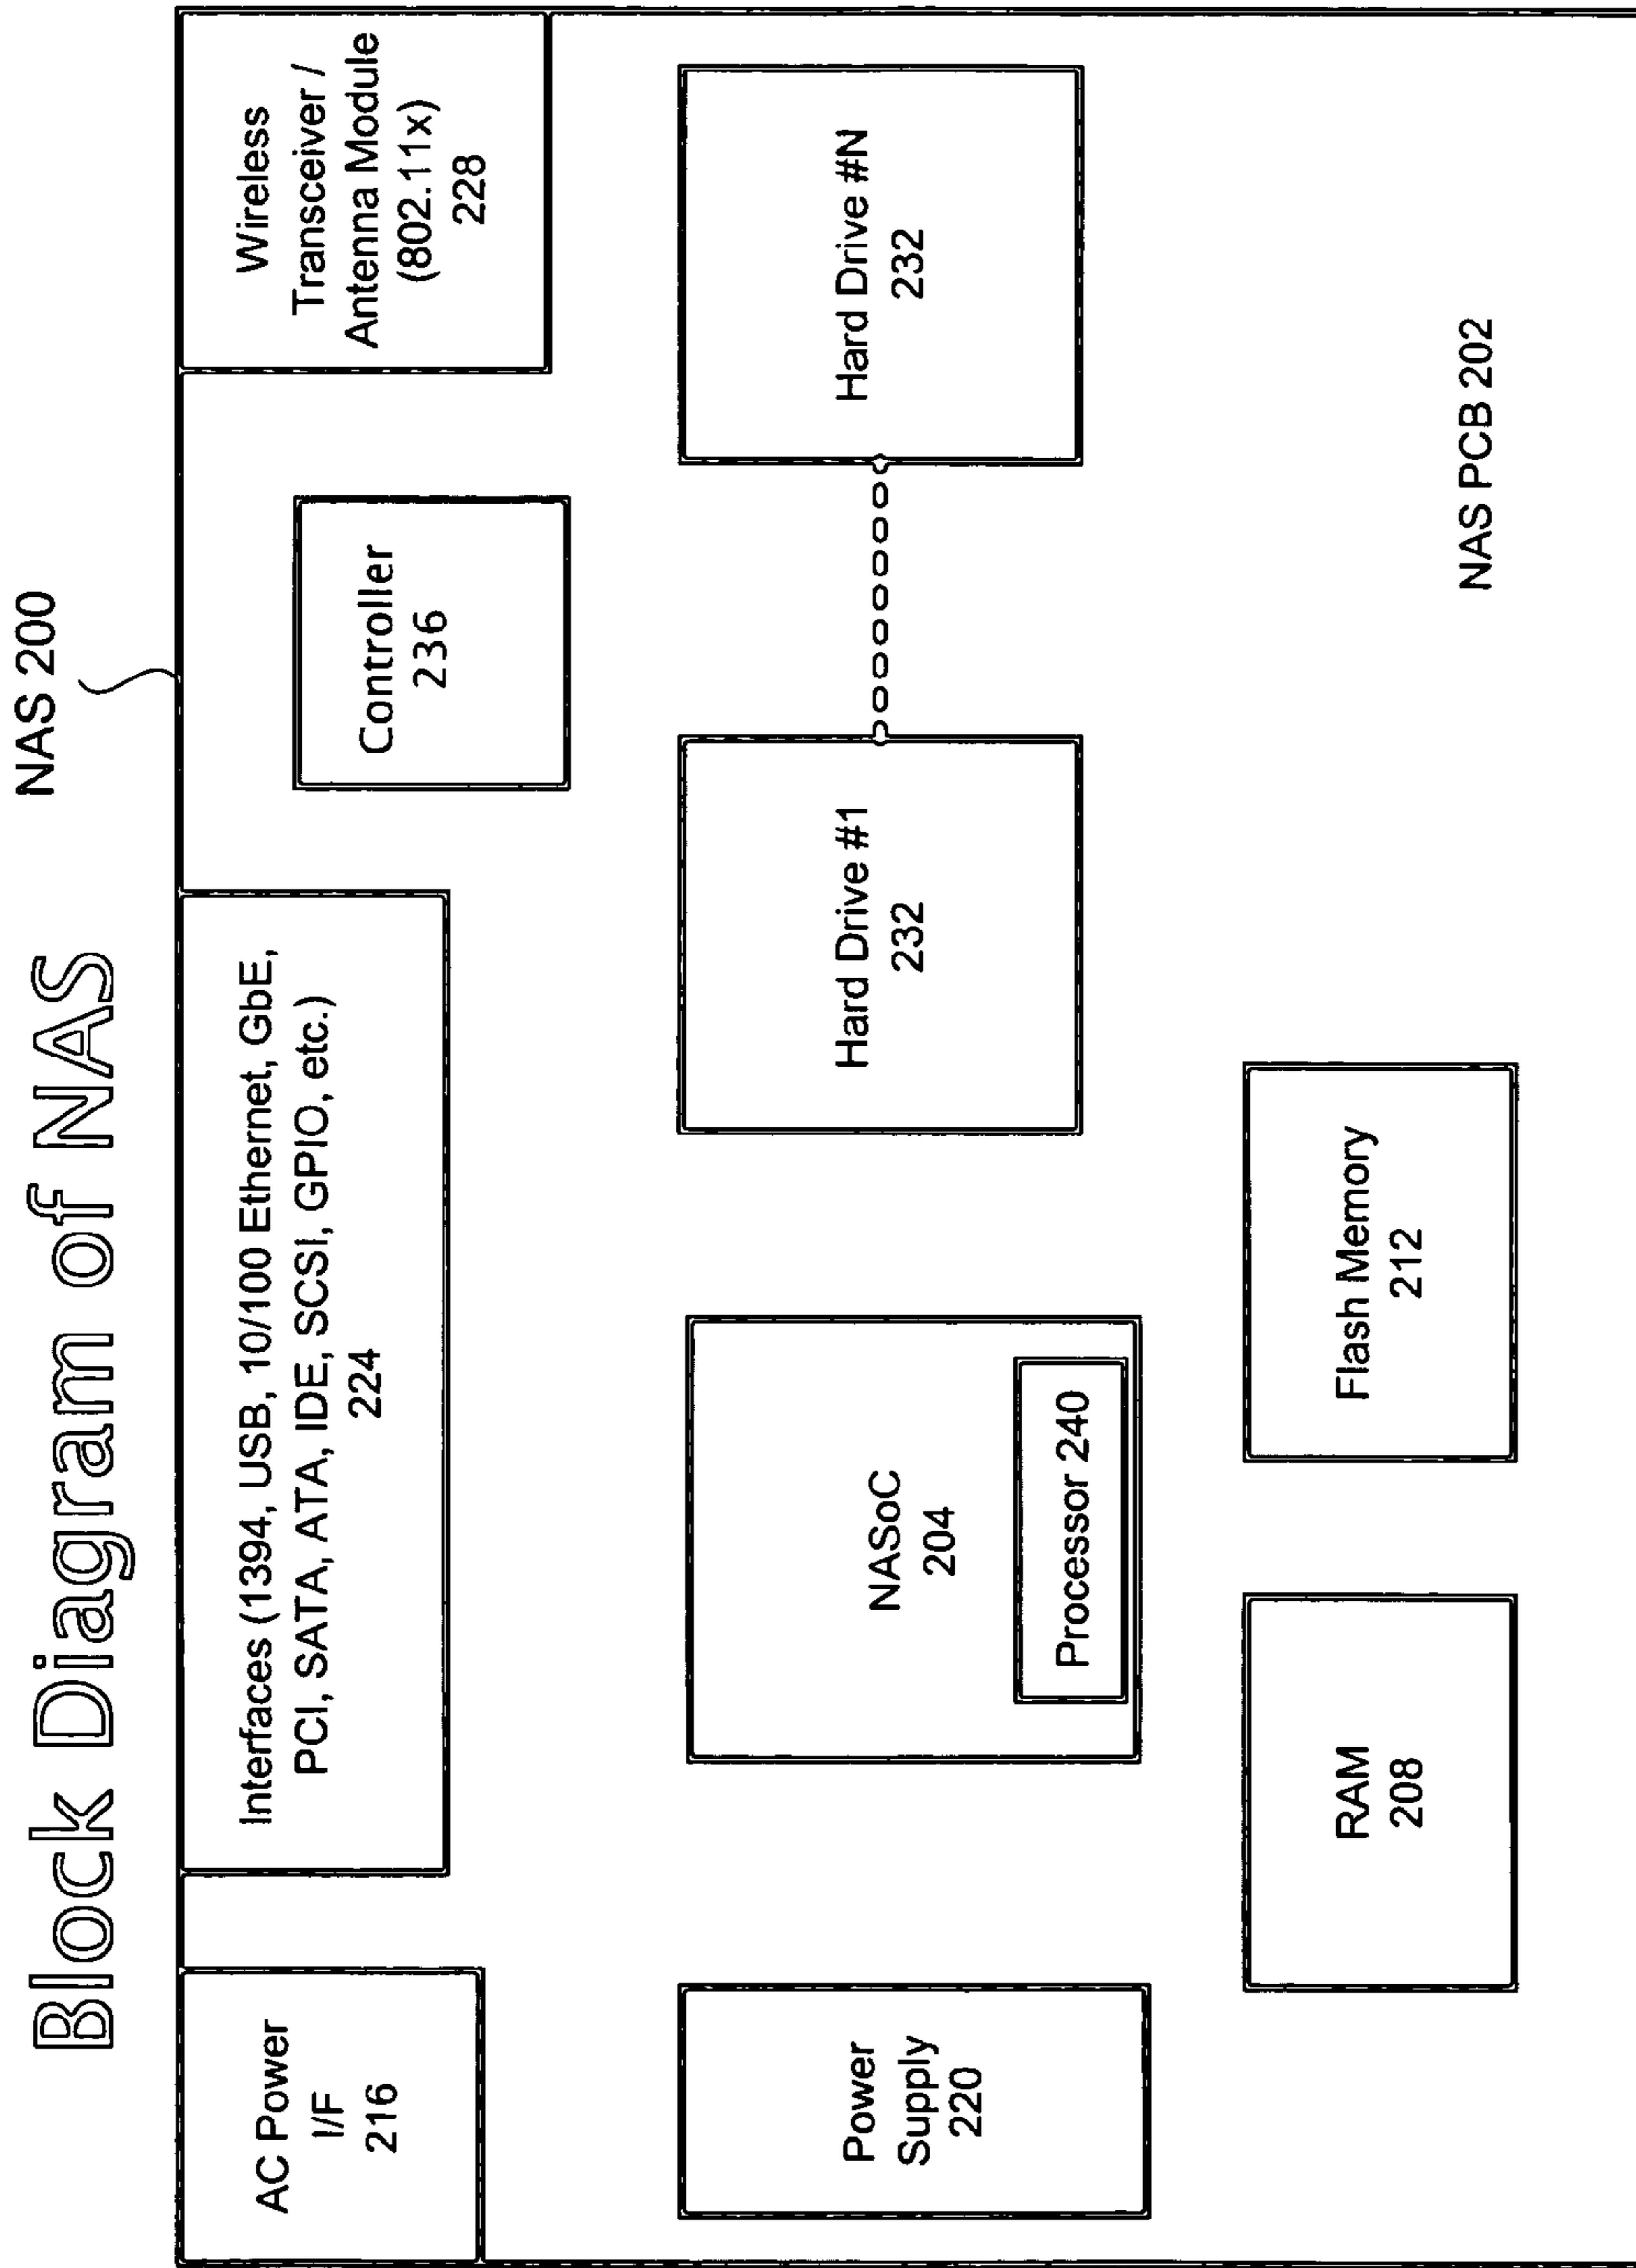 Block Diagram of NAS
NAS 200
AC Power
I/F
216
Interfaces (1394, USB, 10/100 Ethernet, GbE,
PCI, SATA, ATA, IDE, SCSI, GPIO, etc.)
224
Controller
236
Wireless
Transceiver /
Antenna Module
(802.11x)
228
Power
Supply
220
NASoC
204
Processor 240
Hard Drive #1
232
Hard Drive #N
232
RAM
208
Flash Memory
212
NAS PCB 202